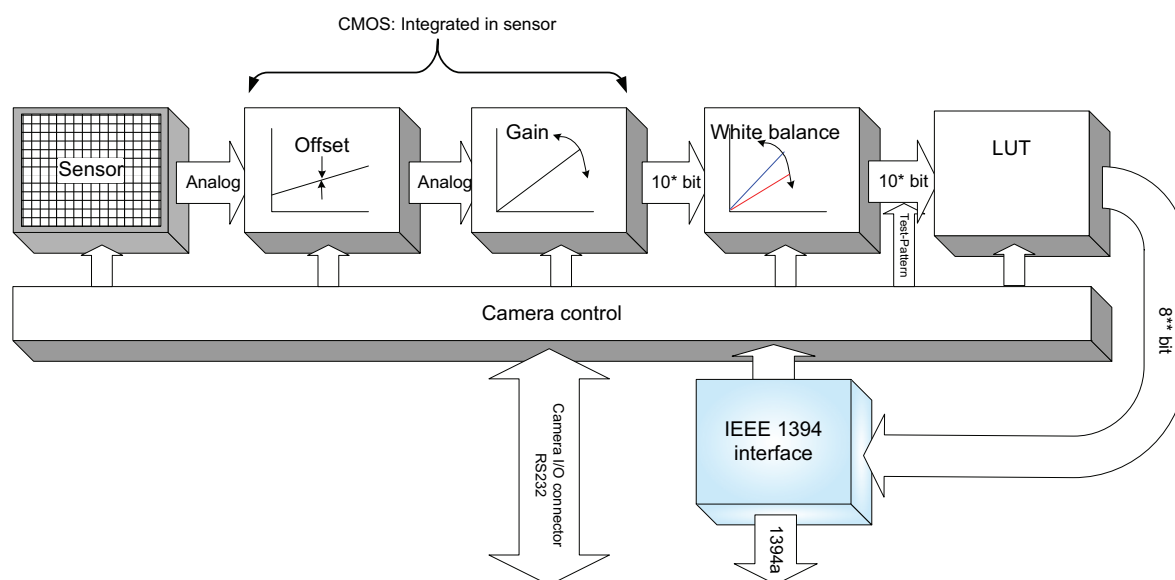 CMOS: Integrated in sensor
Sensor
Analog
Offset
Analog
Gain
10* bit
White balance
10* bit
LUT
Test-Pattern
Camera control
8** bit
Camera I/O connector
RS232
IEEE 1394
interface
1394a